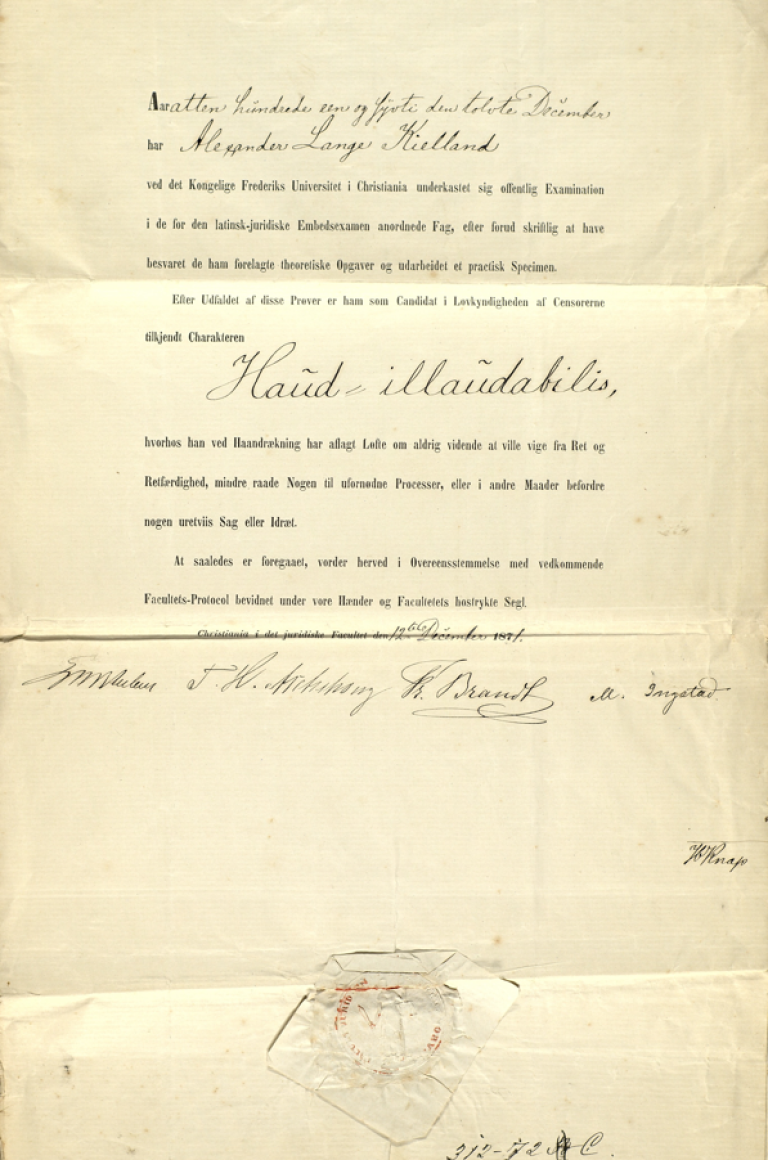 Aar atten hundrede een og syvti den tolvte December
har Alexander Lange Kielland
ved det Kongelige Frederiks Universitet i Christiania underkastet sig offentlig Examination
i de for den latinsk-juridiske Embedsexamen anordnede Fag, efter forud skriftlig at have
besvaret de ham forelagte theoretiske Opgaver og udarbeidet et practisk Specimen.
Efter Udfaldet af disse Prøver er ham som Candidat i Lovkyndigheden af Censorerne
tilkjendt Charakteren
Haud-illaudabilis,
hvorhos han ved Haandrækning har aflagt Løfte om aldrig vidende at ville vige fra Ret og
Retfærdighed, mindre raade Nogen til ufornødne Processer, eller i andre Maader befordre
nogen uretviis Sag eller Idræt.
At saaledes er foregaaet, vorder herved i Overeensstemmelse med vedkommende
Facultets-Protocol bevidnet under vore Hænder og Facultetets hostrykte Segl.
Christiania i det juridiske Facultet den 12te December 1871.
T. H. Aschehoug Fr. Brandt M. Ingstad
Knap
JURID
312-72 C.